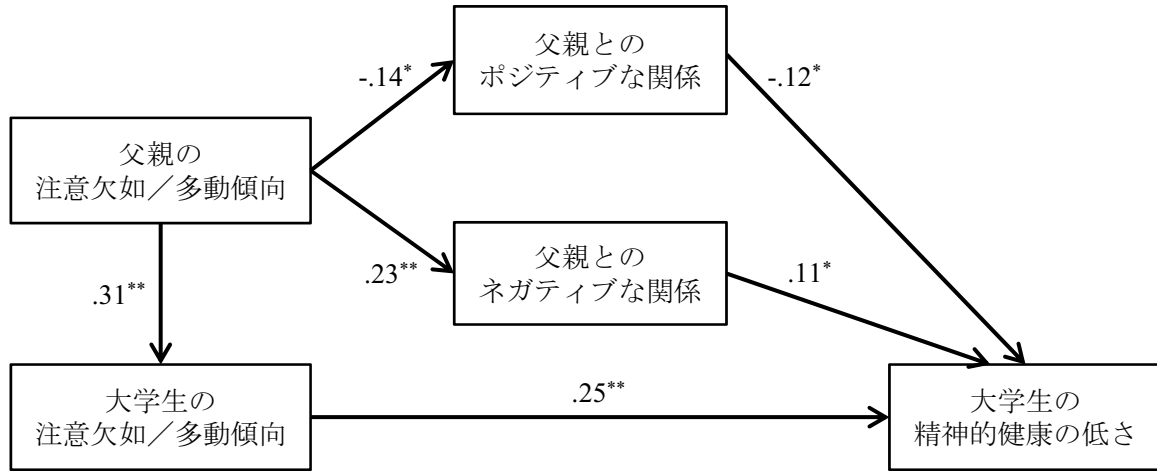 父親との
ポジティブな関係
-.14*
-.12*
父親の
注意欠如／多動傾向
父親との
ネガティブな関係
.23**
.11*
.31**
大学生の
注意欠如／多動傾向
.25**
大学生の
精神的健康の低さ